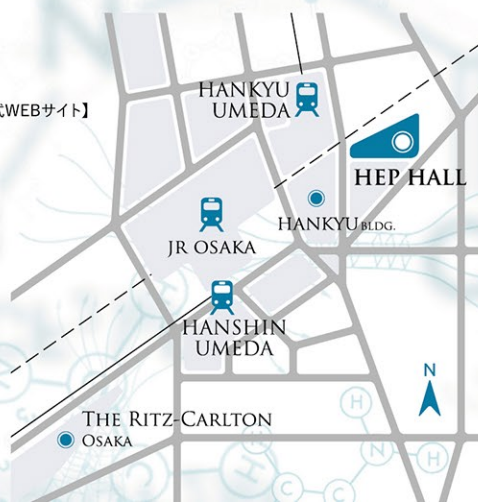 式WEBサイト】
HANKYU
UMEDA
HEP HALL
HANKYU BLDG.
JR OSAKA
HANSHIN
UMEDA
N
THE RITZ-CARLTON
OSAKA
H
H
N
H
C
C